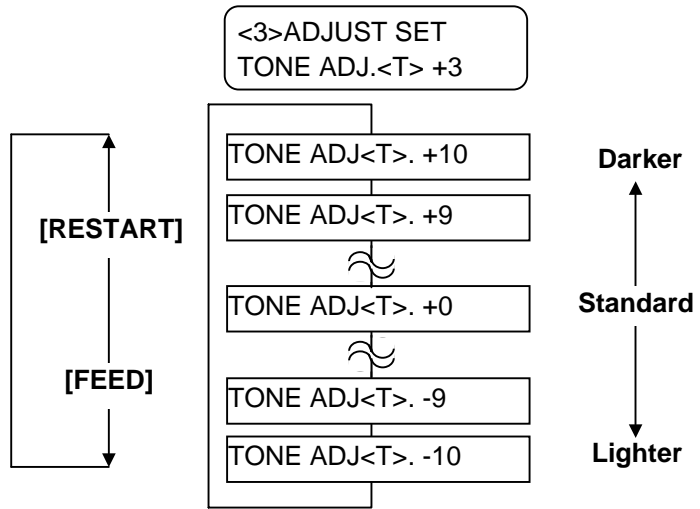 <3>ADJUST SET
TONE ADJ.<T> +3
TONE ADJ<T>. +10
Darker
TONE ADJ<T>. +9
[RESTART]
TONE ADJ<T>. +0
Standard
[FEED]
TONE ADJ<T>. -9
TONE ADJ<T>. -10
Lighter